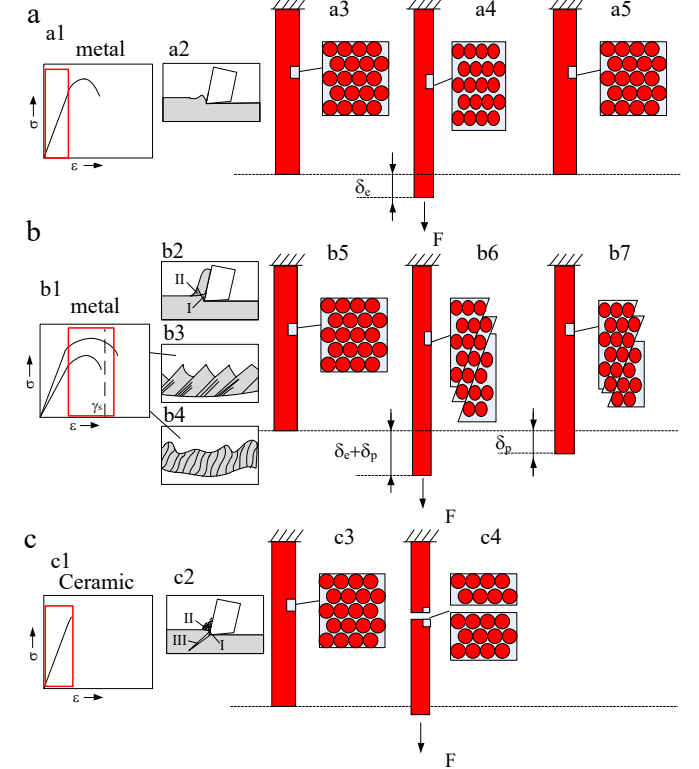 a
a1
metal
σ
ε
a2
a3
a4
a5
δe
F
b
b1
metal
σ
ε
γs
b2
II
I
b3
b4
b5
b6
b7
δe+δp
δp
F
c
c1
Ceramic
σ
ε
c2
II
III
I
c3
c4
F